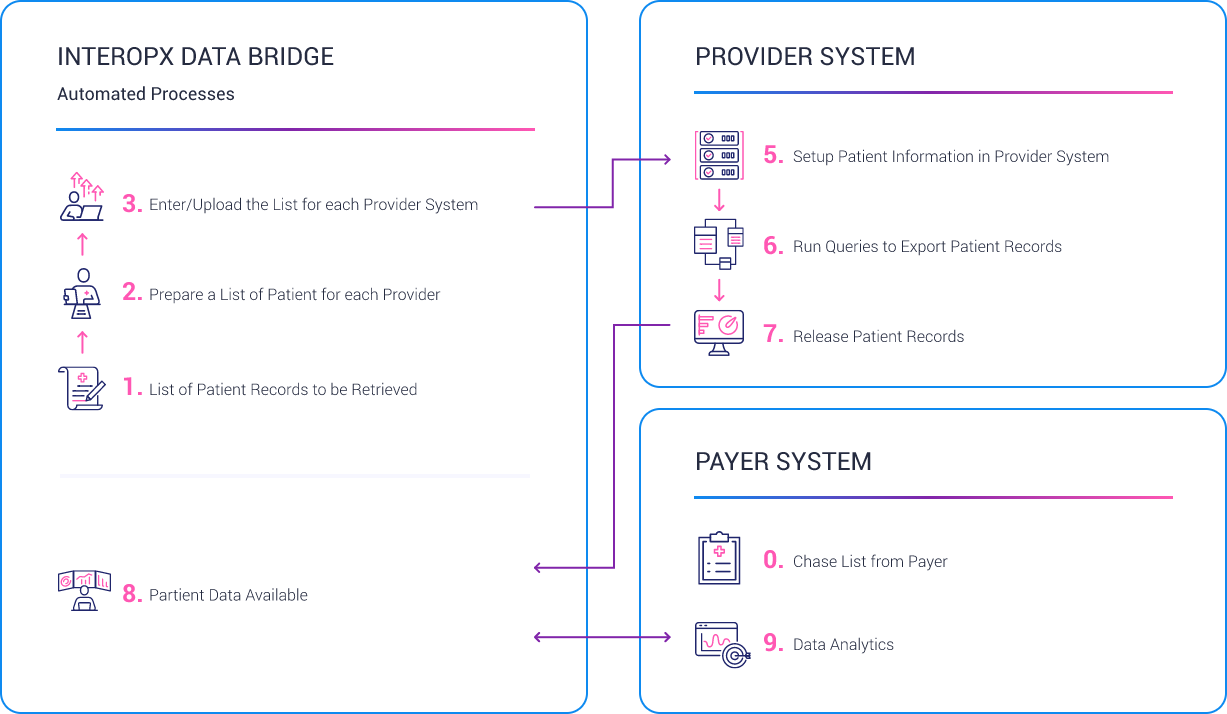 INTEROPX DATA BRIDGE
Automated Processes
3. Enter/Upload the List for each Provider System
2. Prepare a List of Patient for each Provider
1. List of Patient Records to be Retrieved
8. Partient Data Available
PROVIDER SYSTEM
5. Setup Patient Information in Provider System
6. Run Queries to Export Patient Records
7. Release Patient Records
PAYER SYSTEM
0. Chase List from Payer
9. Data Analytics